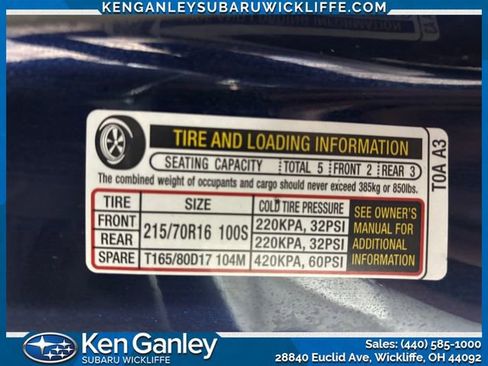 KENGANLEYSUBARUWICKLIFFE.COM
TIRE AND LOADING INFORMATION
SEATING CAPACITY TOTAL 5 FRONT 2 REAR 3
The combined weight of occupants and cargo should never exceed 385kg or 850lbs.
TIRE SIZE COLD TIRE PRESSURE
FRONT 215/70R16 100S 220KPA, 32PSI
REAR 220KPA, 32PSI
SPARE T165/80D17 104M 420KPA, 60PSI
SEE OWNER'S
MANUAL FOR
ADDITIONAL
INFORMATION
T0A A3
Ken Ganley
SUBARU WICKLIFFE
SUBARU
Sales: (440) 585-1000
28840 Euclid Ave, Wickliffe, OH 44092